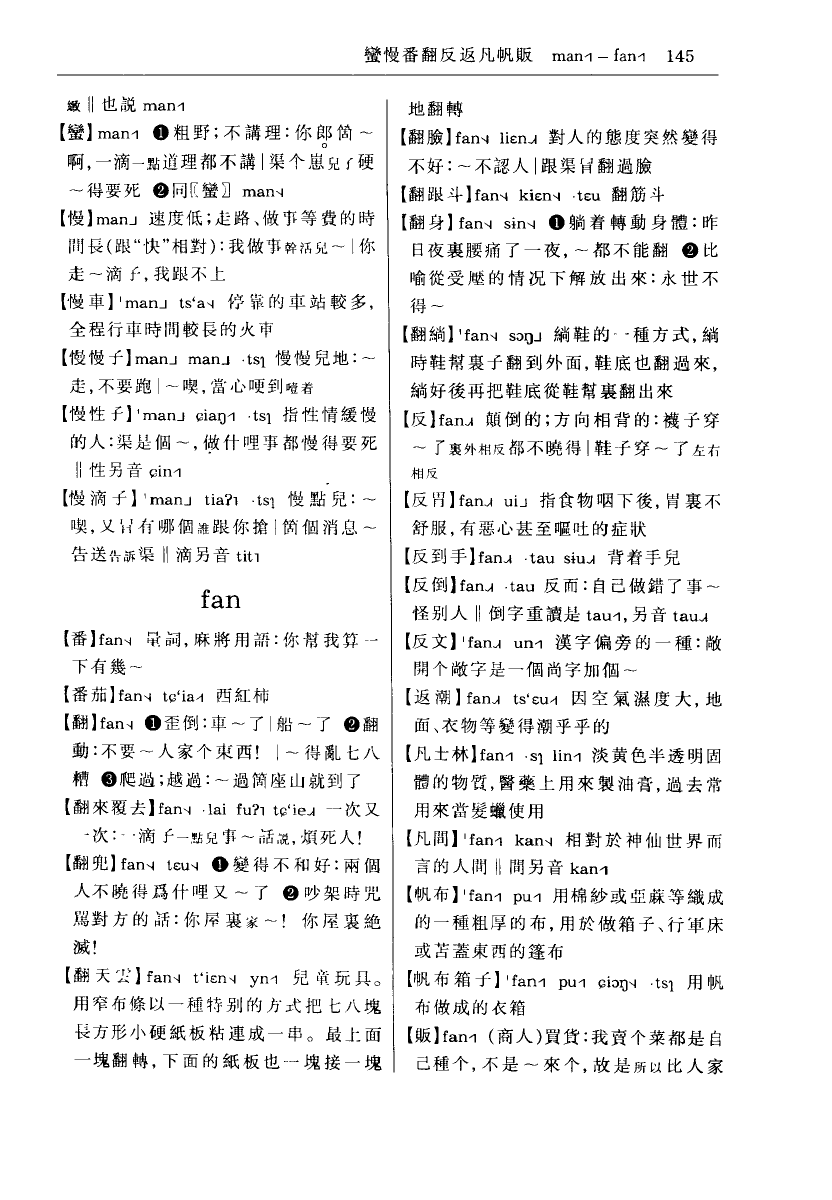 蠻慢番翻反返凡帆販 man˧˥ – fan˧˥ 145
緻‖也説 man˧˥
【蠻】man˧˥ ❶粗野；不講理：你郎箇～
啊，一滴一點道理都不講|渠个崽兒了硬
～得要死 ❷同〖蠻〗 man˨
【慢】man˩ 速度低；走路、做事等費的時
間長(跟“快”相對)：我做事幹活兒～|你
走～滴子，我跟不上
【慢車】ˈman˩ tsʻa˨ 停靠的車站較多，
全程行車時間較長的火車
【慢慢子】man˩ man˩ ·tsʅ 慢慢兒地：～
走，不要跑|～喫，當心哽到噎着
【慢性子】ˈman˩ ɕiaŋ˧˥ ·tsʅ 指性情緩慢
的人：渠是個～，做什哩事都慢得要死
‖性另音 ɕin˧˥
【慢滴子】ˈman˩ tiaʔ˥ ·tsʅ 慢點兒：～
喫，又冇有哪個誰跟你搶|箇個消息～
告送告訴渠‖滴另音 tit˥
fan
【番】fan˨ 量詞，麻將用語：你幫我算一
下有幾～
【番茄】fan˨ tɕʻia˧˥ 西紅柿
【翻】fan˨ ❶歪倒：車～了|船～了 ❷翻
動：不要～人家个東西！|～得亂七八
糟 ❸爬過；越過：～過箇座山就到了
【翻來覆去】fan˨ ·lai fuʔ˥ tɕʻie˨˩ 一次又
一次：一滴子一點兒事～話説，煩死人！
【翻兜】fan˨ tɛu˨ ❶變得不和好：兩個
人不曉得爲什哩又～了 ❷吵架時咒
駡對方的話：你屋裏家～！ 你屋裏絶
滅！
【翻天雲】fan˨ tʻiɛn˨ yn˧˥ 兒童玩具。
用窄布條以一種特别的方式把七八塊
長方形小硬紙板粘連成一串。最上面
一塊翻轉，下面的紙板也一塊接一塊
地翻轉
【翻臉】fan˨ liɛn˨˩ 對人的態度突然變得
不好：～不認人|跟渠冇翻過臉
【翻跟斗】fan˨ kiɛn˨ ·tɛu 翻筋斗
【翻身】fan˨ sɨn˨ ❶躺着轉動身體：昨
日夜裏腰痛了一夜，～都不能翻 ❷比
喻從受壓的情况下解放出來：永世不
得～
【翻緔】ˈfan˨ sɔŋ˩ 緔鞋的一種方式，緔
時鞋幫裏子翻到外面，鞋底也翻過來，
緔好後再把鞋底從鞋幫裏翻出來
【反】fan˨˩ 顛倒的；方向相背的：襪子穿
～了裏外相反都不曉得|鞋子穿～了左右
相反
【反胃】fan˨˩ ui˩ 指食物咽下後，胃裏不
舒服，有惡心甚至嘔吐的症狀
【反到手】fan˨˩ ·tau sɨu˨˩ 背着手兒
【反倒】fan˨˩ ·tau 反而：自己做錯了事～
怪别人‖倒字重讀是 tau˧˥，另音 tau˨˩
【反文】ˈfan˨˩ un˧˥ 漢字偏旁的一種：敞
開个敞字是一個尚字加個～
【返潮】fan˨˩ tsʻɛu˧˥ 因空氣濕度大，地
面、衣物等變得潮乎乎的
【凡士林】fan˧˥ ·sʅ lin˧˥ 淡黄色半透明固
體的物質，醫藥上用來製油膏，過去常
用來當髮蠟使用
【凡間】ˈfan˧˥ kan˨ 相對於神仙世界而
言的人間‖間另音 kan˧˥
【帆布】ˈfan˧˥ pu˧˥ 用棉紗或亞蔴等織成
的一種粗厚的布，用於做箱子、行軍床
或苫蓋東西的篷布
【帆布箱子】ˈfan˧˥ pu˧˥ ɕiɔŋ˨ ·tsʅ 用帆
布做成的衣箱
【販】fan˧˥ (商人)買貨：我賣个菜都是自
己種个，不是～來个，故是所以比人家